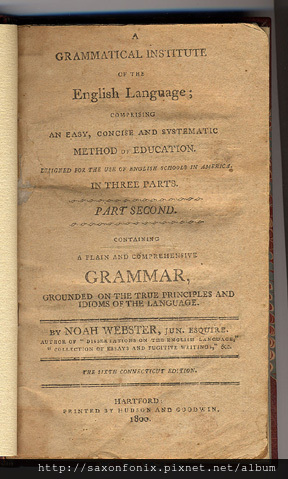 A
GRAMMATICAL INSTITUTE
OF THE
English Language;
COMPRISING
AN EASY, CONCISE AND SYSTEMATIC
METHOD OF EDUCATION.
DESIGNED FOR THE USE OF ENGLISH SCHOOLS IN AMERICA,
IN THREE PARTS.
PART SECOND.
CONTAINING
A PLAIN AND COMPREHENSIVE
GRAMMAR,
GROUNDED ON THE TRUE PRINCIPLES AND
IDIOMS OF THE LANGUAGE.
BY NOAH WEBSTER, JUN. ESQUIRE.
AUTHOR OF "DISSERTATIONS ON THE ENGLISH LANGUAGE,"
"COLLECTION OF ESSAYS AND FUGITIVE WRITINGS," &c.
THE SIXTH CONNECTICUT EDITION.
HARTFORD:
PRINTED BY HUDSON AND GOODWIN.
1800.
http://saxonfonix.pixnet.net/album